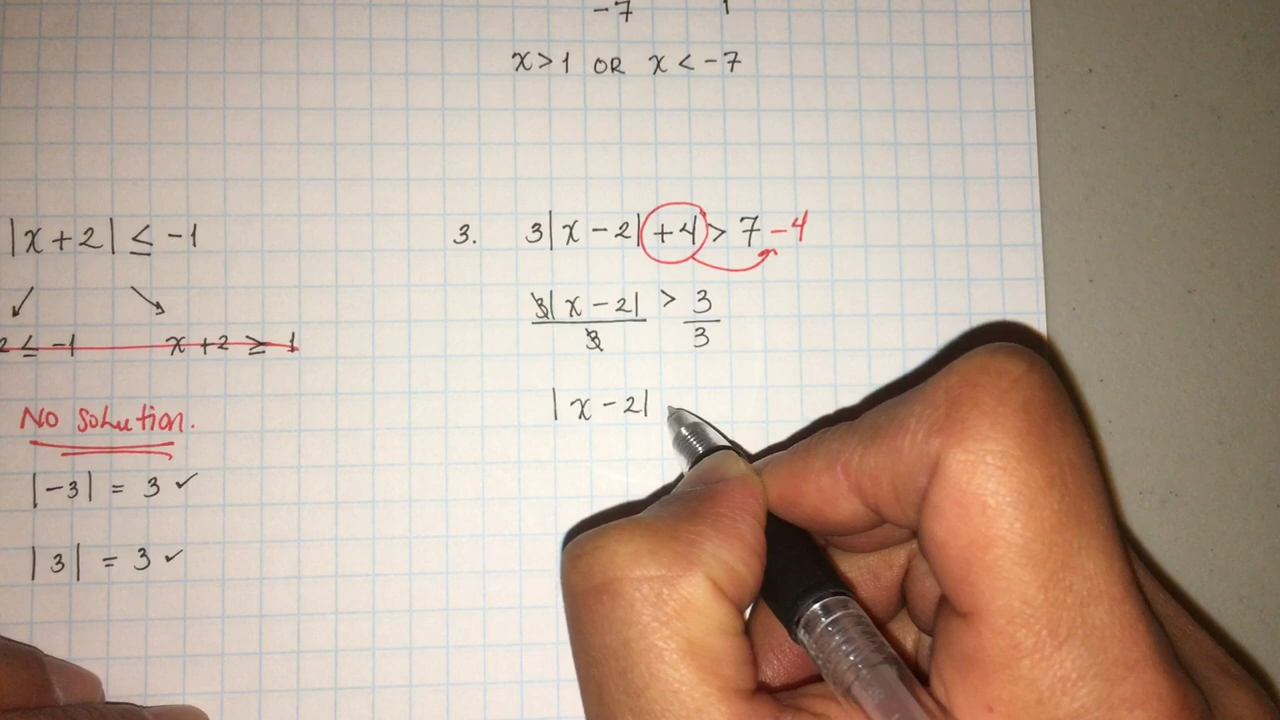 -7 1
x > 1 OR x < -7
|x + 2| ≤ -1
2 ≤ -1 x + 2 ≥ 1
No solution.
|-3| = 3 ✓
|3| = 3 ✓
3. 3|x - 2| + 4 > 7 - 4
3|x - 2| > 3
3 3
|x - 2|